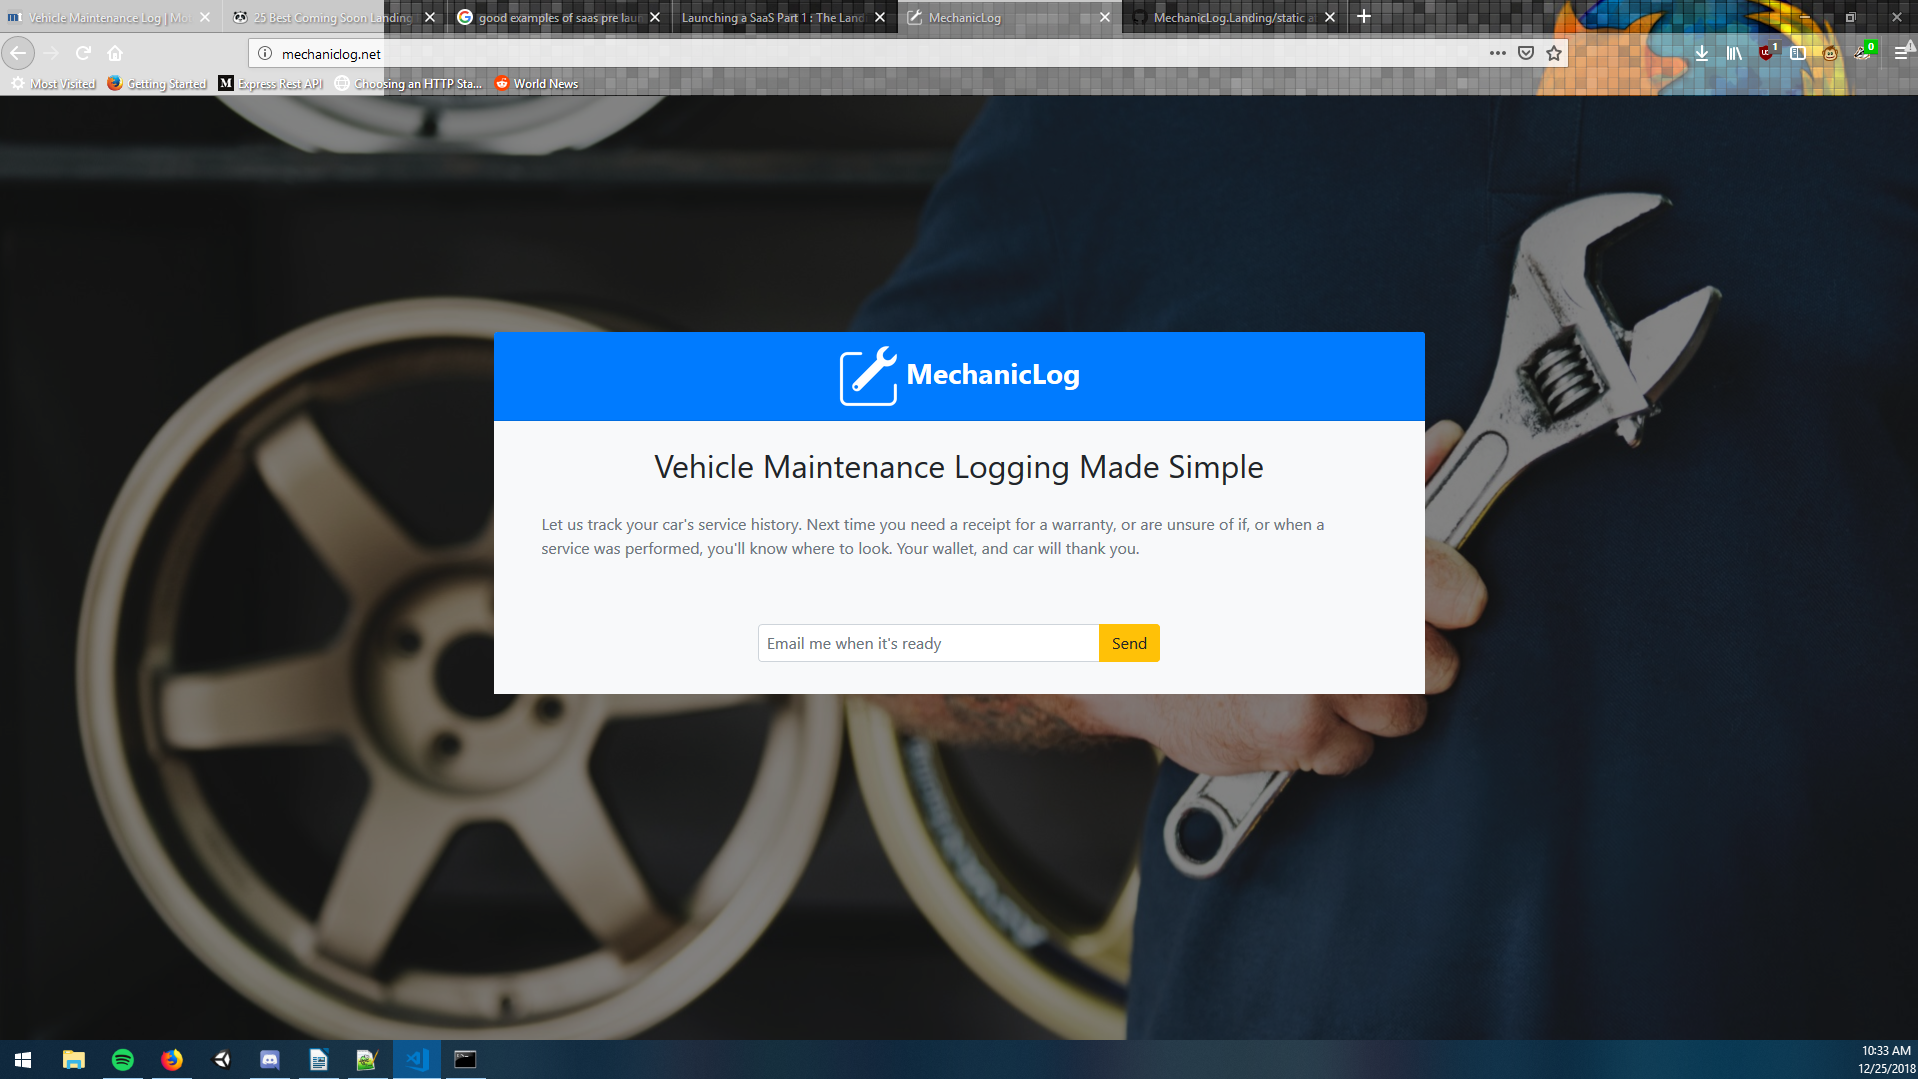 Vehicle Maintenance Log | Mo
25 Best Coming Soon Landing
good examples of saas pre laun
Launching a SaaS Part 1 : The Land
MechanicLog
MechanicLog.Landing/static a
mechaniclog.net
1
0
Most Visited
Getting Started
Express Rest API
Choosing an HTTP Sta...
World News
MechanicLog
Vehicle Maintenance Logging Made Simple
Let us track your car's service history. Next time you need a receipt for a warranty, or are unsure of if, or when a
service was performed, you'll know where to look. Your wallet, and car will thank you.
Email me when it's ready
Send
10:33 AM
12/25/2018